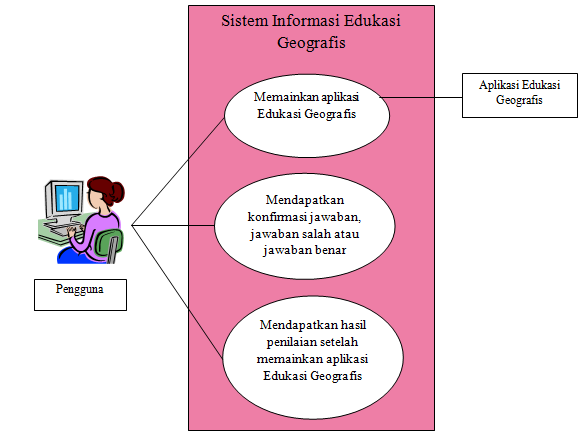 Sistem Informasi Edukasi
Geografis
Memainkan aplikasi
Edukasi Geografis
Aplikasi Edukasi
Geografis
Mendapatkan
konfirmasi jawaban,
jawaban salah atau
jawaban benar
Pengguna
Mendapatkan hasil
penilaian setelah
memainkan aplikasi
Edukasi Geografis